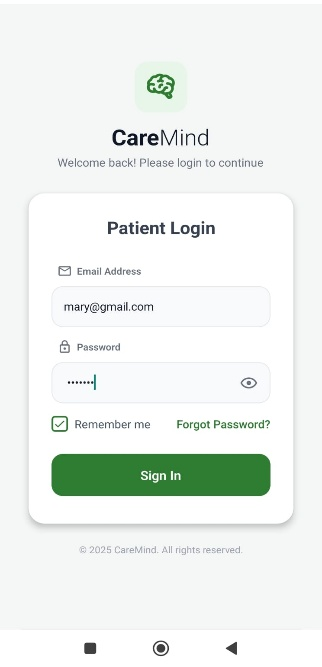 CareMind
Welcome back! Please login to continue
Patient Login
Email Address
mary@gmail.com
Password
•••••••
Remember me
Forgot Password?
Sign In
© 2025 CareMind. All rights reserved.